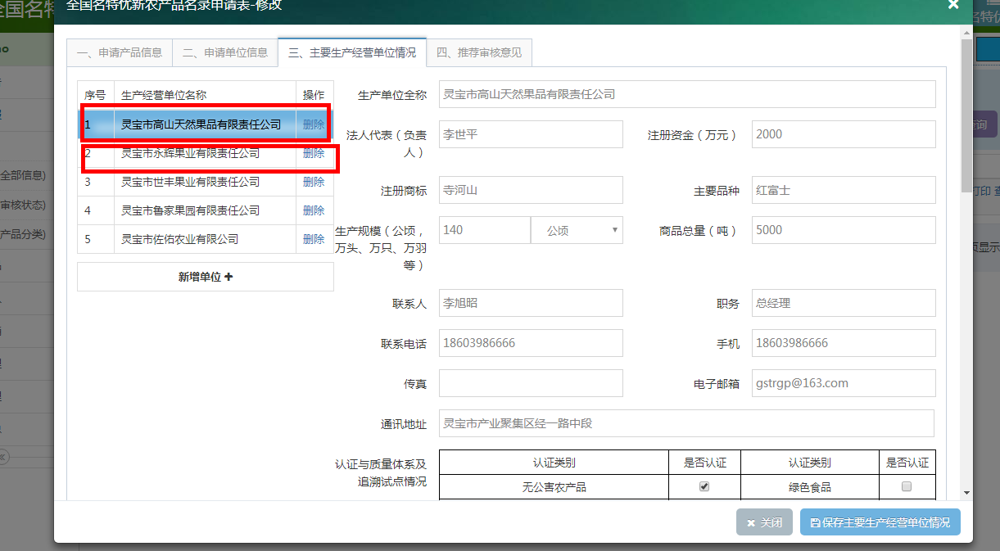 全国名特优新农产品名录申请表-修改
全国名特
一、申请产品信息 二、申请单位信息 三、主要生产经营单位情况 四、推荐审核意见
序号 生产经营单位名称 操作
1 灵宝市高山天然果品有限责任公司 删除
2 灵宝市永辉果业有限责任公司 删除
3 灵宝市世丰果业有限责任公司 删除
4 灵宝市鲁家果园有限责任公司 删除
5 灵宝市佐佑农业有限公司 删除
新增单位
生产单位全称 灵宝市高山天然果品有限责任公司
法人代表（负责人） 李世平 注册资金（万元） 2000
注册商标 寺河山 主要品种 红富士
生产规模（公顷，万头、万只、万羽等） 140 公顷 商品总量（吨） 5000
联系人 李旭昭 职务 总经理
联系电话 18603986666 手机 18603986666
传真 电子邮箱 gstrgp@163.com
通讯地址 灵宝市产业聚集区经一路中段
认证与质量体系及追溯试点情况
认证类别 是否认证 认证类别 是否认证
无公害农产品 绿色食品
关闭 保存主要生产经营单位情况
全部信息)
审核状态)
产品分类)
名特优
查询
打印
页显示